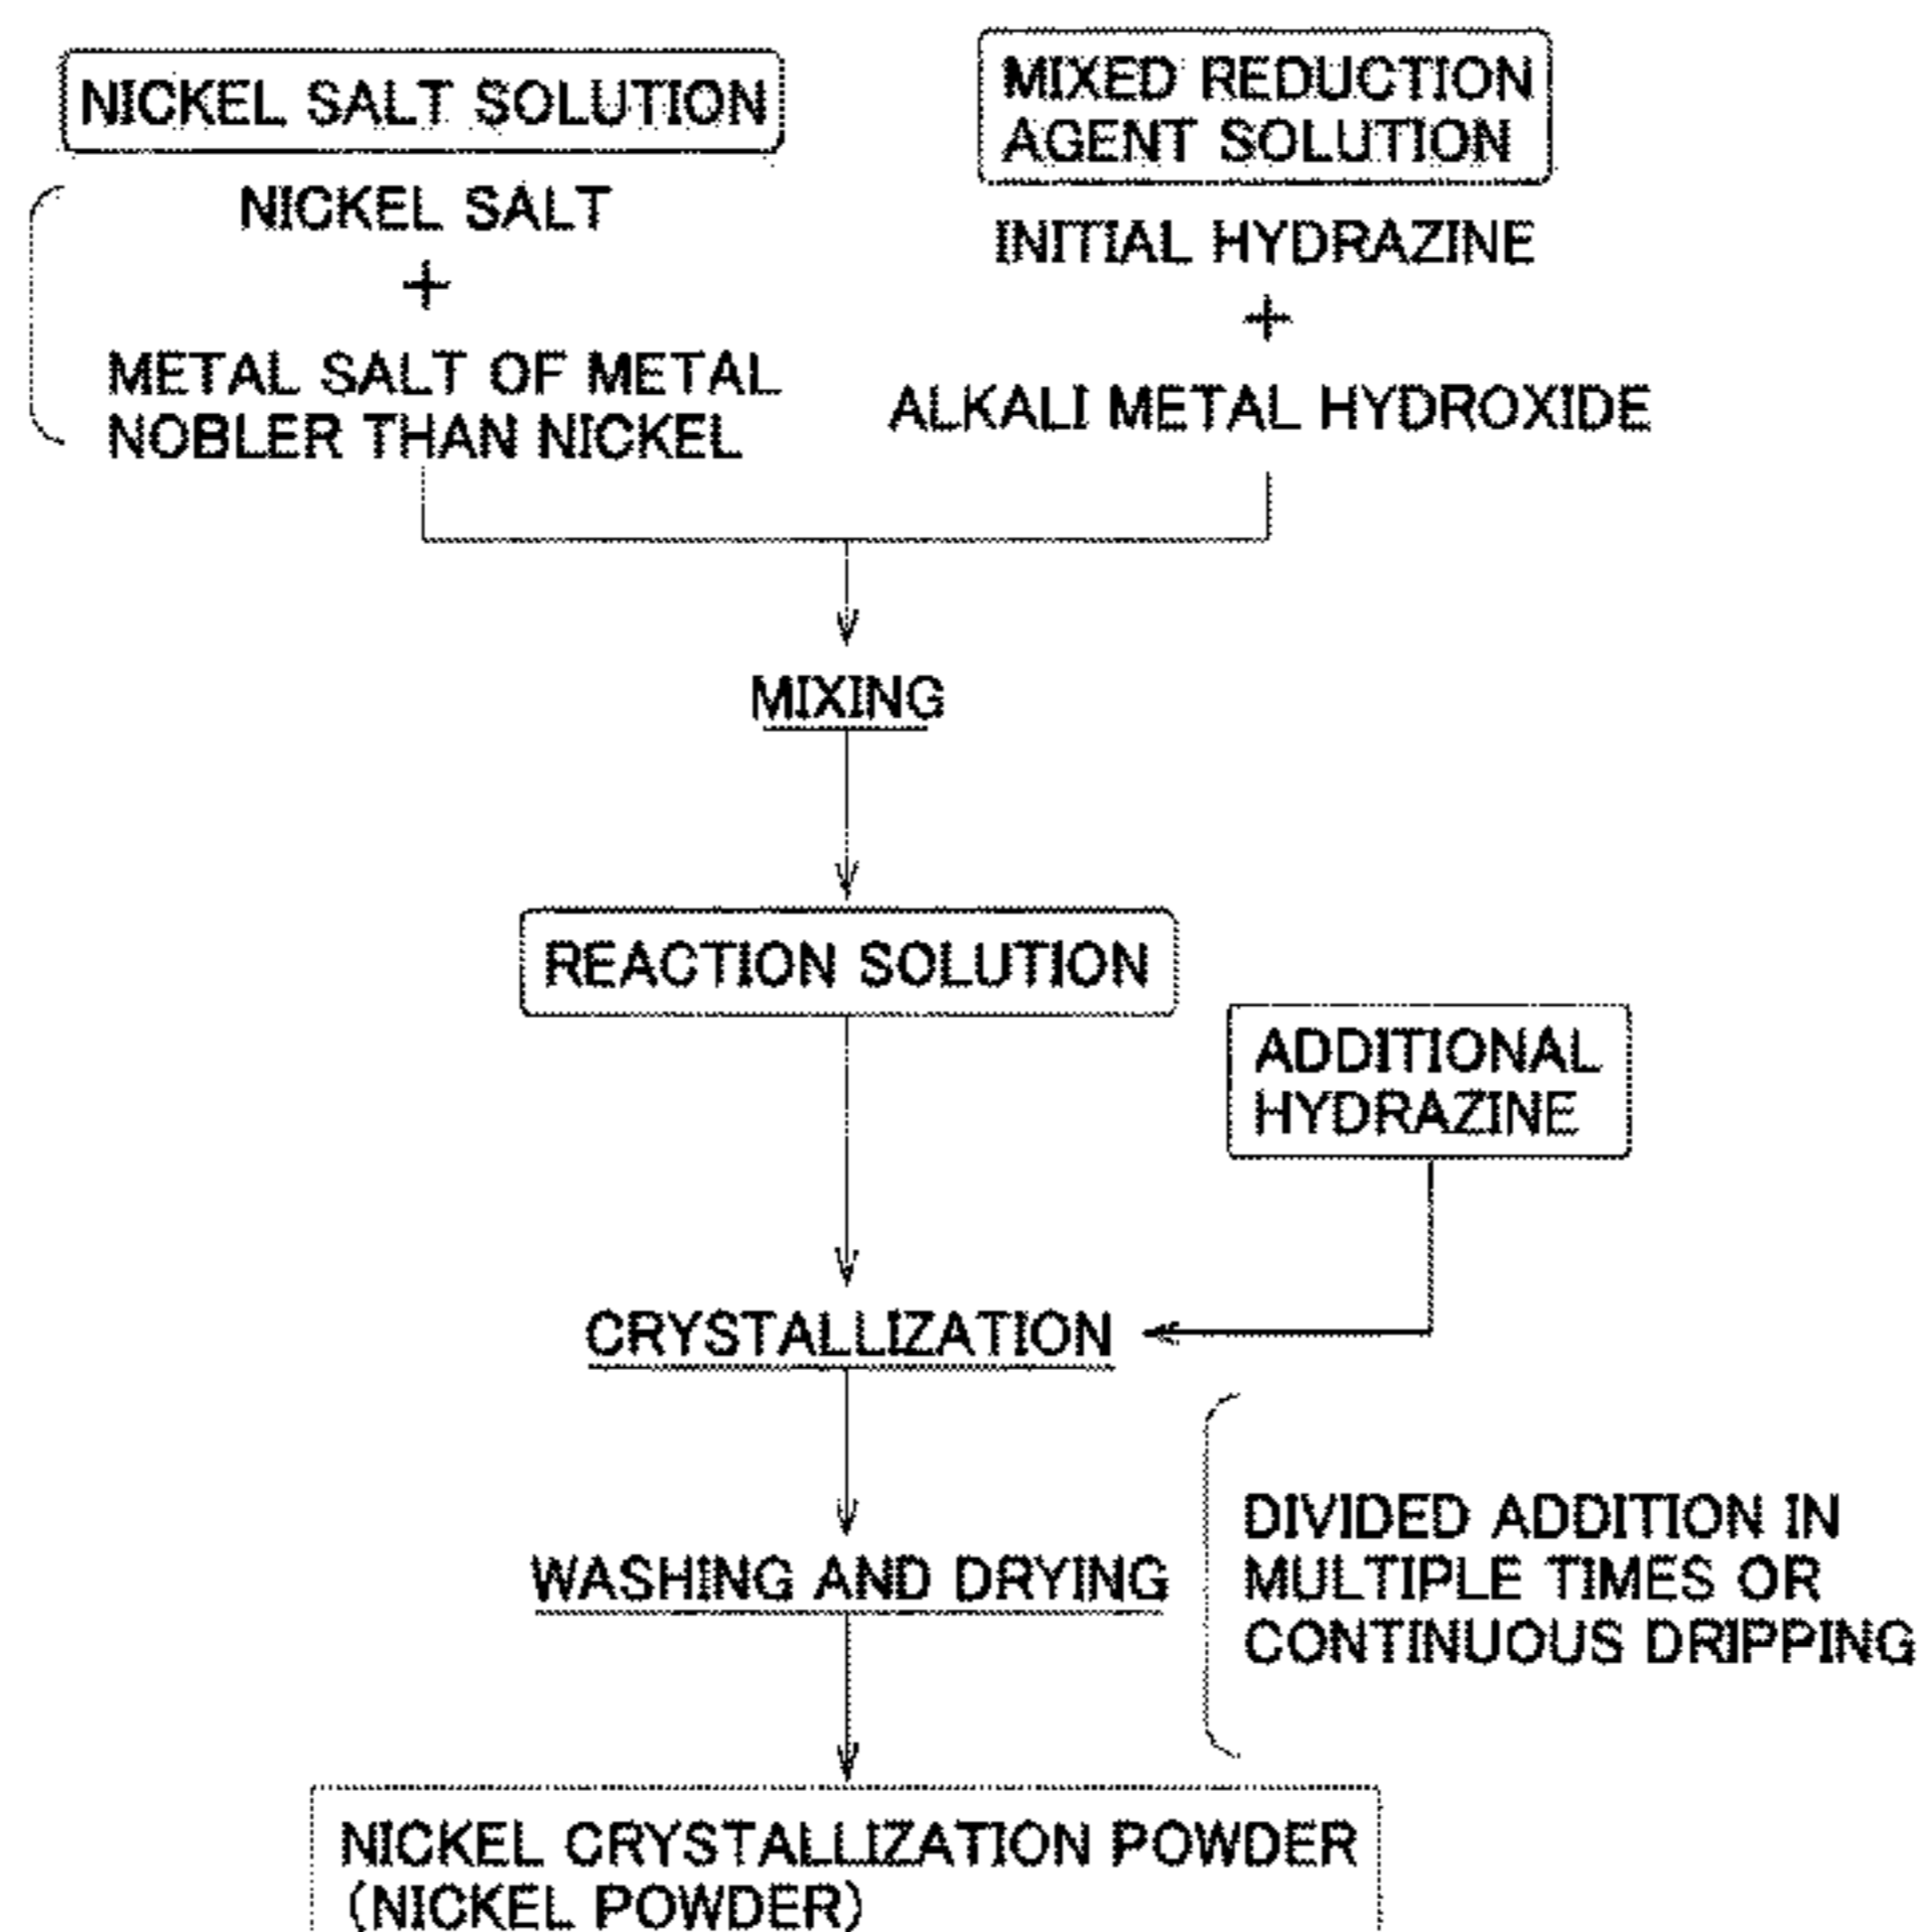 NICKEL SALT SOLUTION
NICKEL SALT
+
METAL SALT OF METAL
NOBLER THAN NICKEL
MIXED REDUCTION
AGENT SOLUTION
INITIAL HYDRAZINE
+
ALKALI METAL HYDROXIDE
MIXING
REACTION SOLUTION
ADDITIONAL
HYDRAZINE
CRYSTALLIZATION
DIVIDED ADDITION IN
MULTIPLE TIMES OR
CONTINUOUS DRIPPING
WASHING AND DRYING
NICKEL CRYSTALLIZATION POWDER
(NICKEL POWDER)